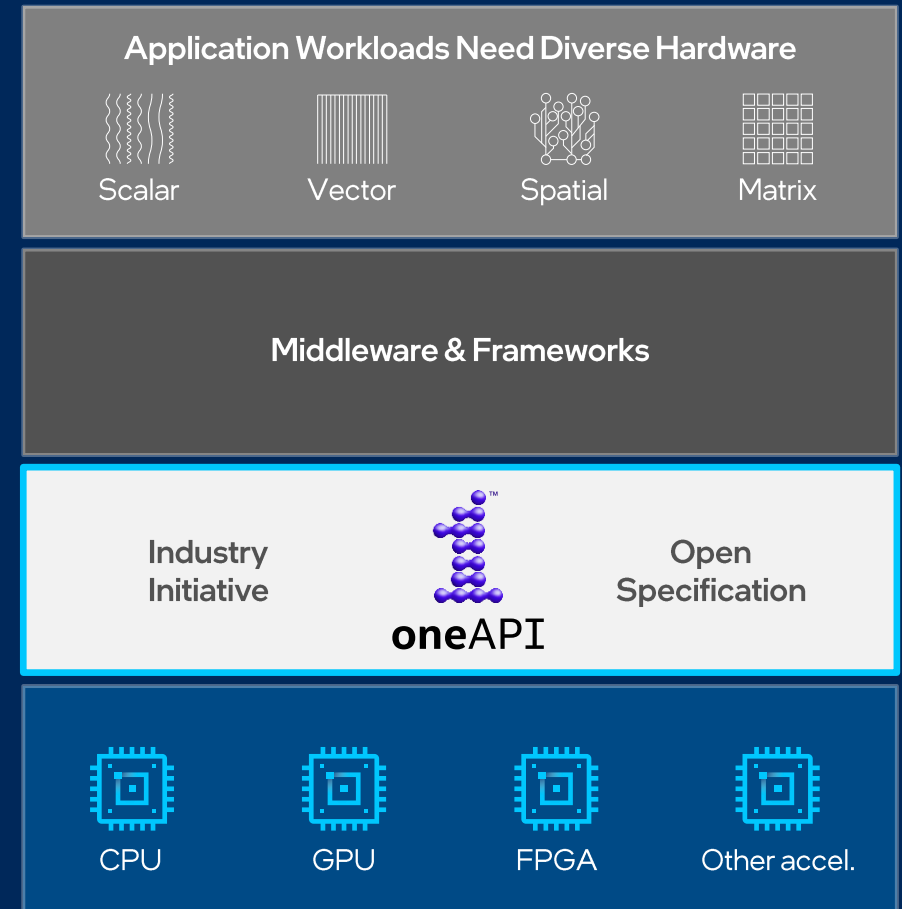 Application Workloads Need Diverse Hardware
Scalar
Vector
Spatial
Matrix
Middleware & Frameworks
Industry
Initiative
™
oneAPI
Open
Specification
CPU
GPU
FPGA
Other accel.